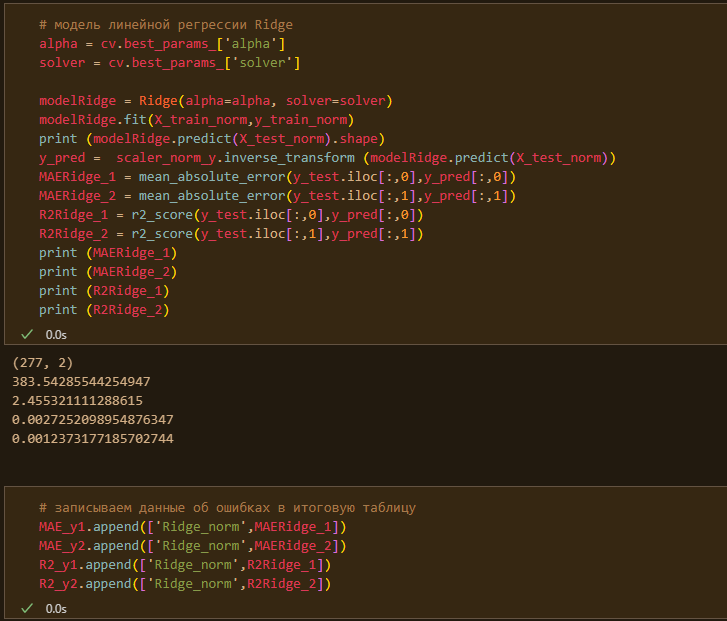 # модель линейной регрессии Ridge
alpha = cv.best_params_['alpha']
solver = cv.best_params_['solver']
modelRidge = Ridge(alpha=alpha, solver=solver)
modelRidge.fit(X_train_norm,y_train_norm)
print (modelRidge.predict(X_test_norm).shape)
y_pred =  scaler_norm_y.inverse_transform (modelRidge.predict(X_test_norm))
MAERidge_1 = mean_absolute_error(y_test.iloc[:,0],y_pred[:,0])
MAERidge_2 = mean_absolute_error(y_test.iloc[:,1],y_pred[:,1])
R2Ridge_1 = r2_score(y_test.iloc[:,0],y_pred[:,0])
R2Ridge_2 = r2_score(y_test.iloc[:,1],y_pred[:,1])
print (MAERidge_1)
print (MAERidge_2)
print (R2Ridge_1)
print (R2Ridge_2)
0.0s
(277, 2)
383.54285544254947
2.455321111288615
0.0027252098954876347
0.0012373177185702744
# записываем данные об ошибках в итоговую таблицу
MAE_y1.append(['Ridge_norm',MAERidge_1])
MAE_y2.append(['Ridge_norm',MAERidge_2])
R2_y1.append(['Ridge_norm',R2Ridge_1])
R2_y2.append(['Ridge_norm',R2Ridge_2])
0.0s